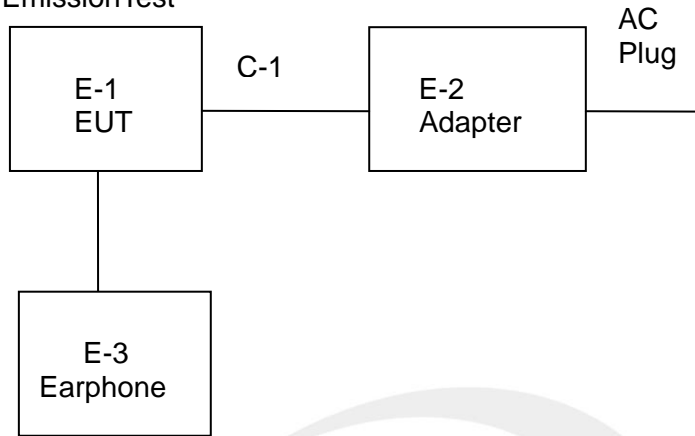 EmissionTest
AC
Plug
C-1
E-1
EUT
E-2
Adapter
E-3
Earphone